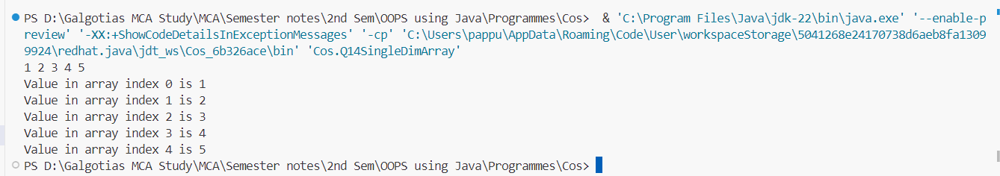 PS D:\Galgotias MCA Study\MCA\Semester notes\2nd Sem\OOPS using Java\Programmes\Cos>  & 'C:\Program Files\Java\jdk-22\bin\java.exe' '--enable-p
review' '-XX:+ShowCodeDetailsInExceptionMessages' '-cp' 'C:\Users\pappu\AppData\Roaming\Code\User\workspaceStorage\5041268e24170738d6aeb8fa1309
9924\redhat.java\jdt_ws\Cos_6b326ace\bin' 'Cos.Q14SingleDimArray'
1 2 3 4 5
Value in array index 0 is 1
Value in array index 1 is 2
Value in array index 2 is 3
Value in array index 3 is 4
Value in array index 4 is 5
PS D:\Galgotias MCA Study\MCA\Semester notes\2nd Sem\OOPS using Java\Programmes\Cos>